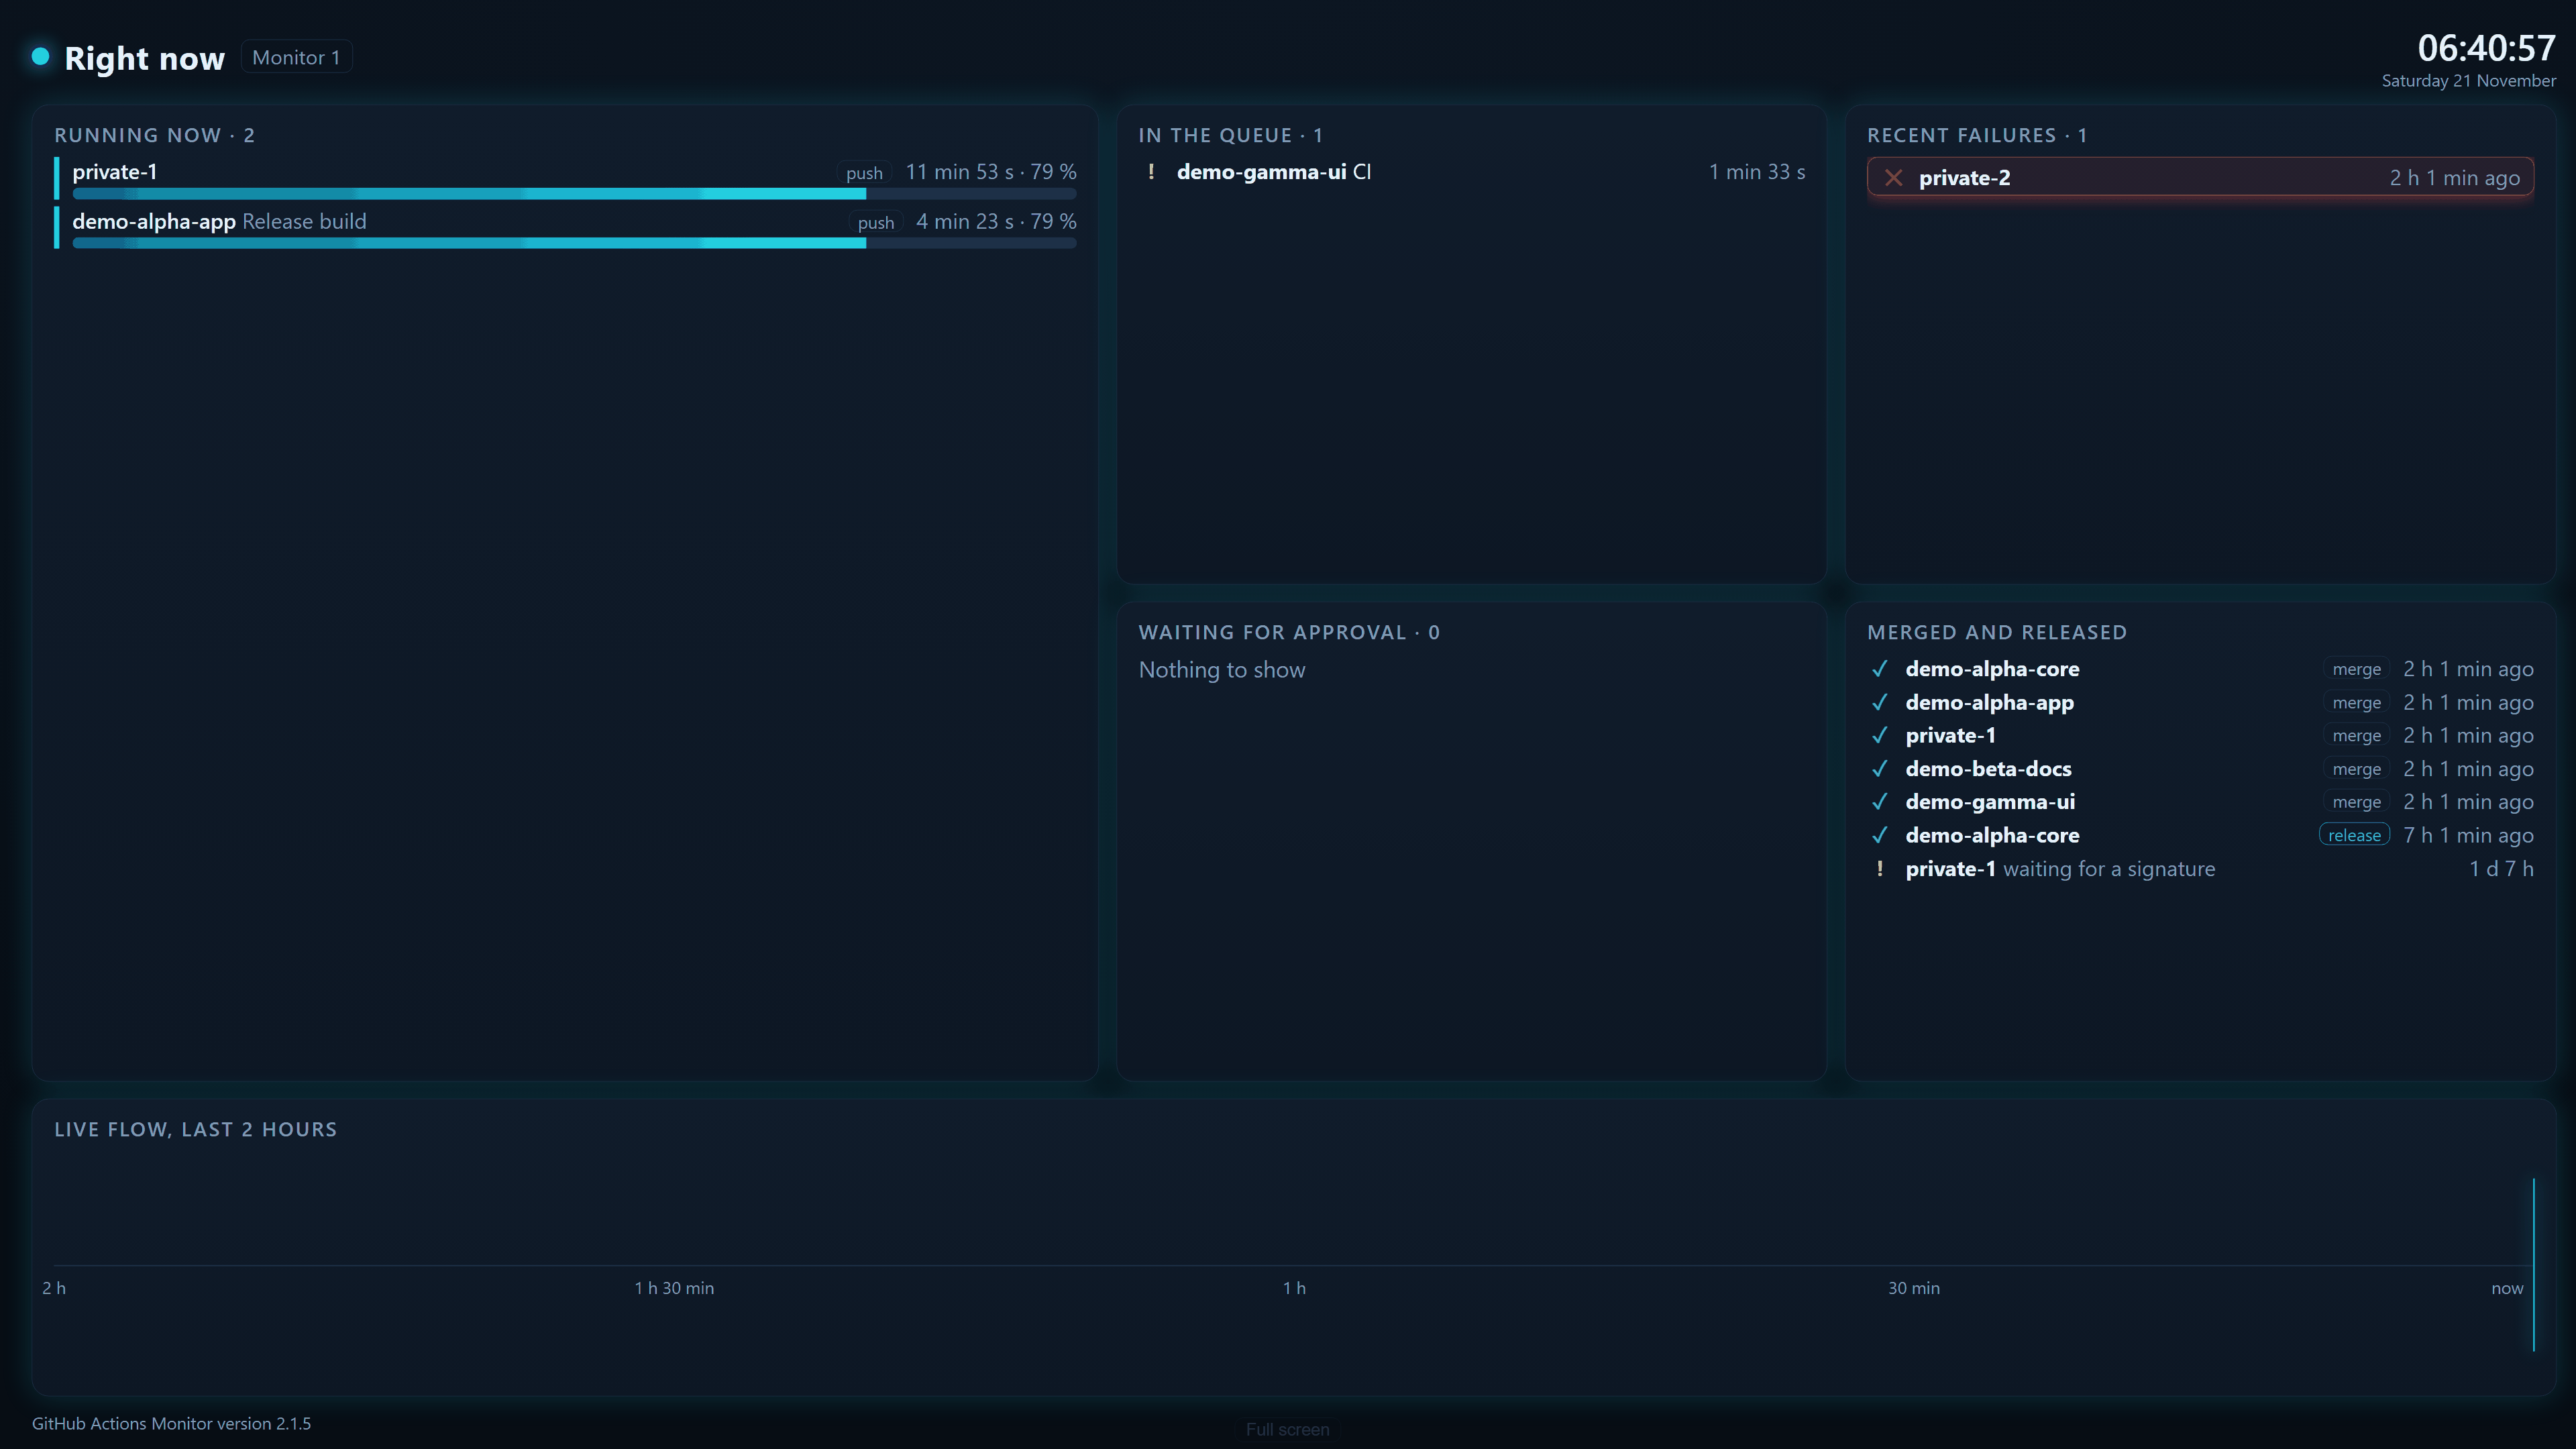 Right now
Monitor 1
06:40:57
Saturday 21 November
RUNNING NOW · 2
private-1 push 11 min 53 s · 79 %
demo-alpha-app Release build push 4 min 23 s · 79 %
IN THE QUEUE · 1
! demo-gamma-ui CI 1 min 33 s
RECENT FAILURES · 1
private-2 2 h 1 min ago
WAITING FOR APPROVAL · 0
Nothing to show
MERGED AND RELEASED
✓ demo-alpha-core merge 2 h 1 min ago
✓ demo-alpha-app merge 2 h 1 min ago
✓ private-1 merge 2 h 1 min ago
✓ demo-beta-docs merge 2 h 1 min ago
✓ demo-gamma-ui merge 2 h 1 min ago
✓ demo-alpha-core release 7 h 1 min ago
! private-1 waiting for a signature 1 d 7 h
LIVE FLOW, LAST 2 HOURS
2 h 1 h 30 min 1 h 30 min now
GitHub Actions Monitor version 2.1.5
Full screen